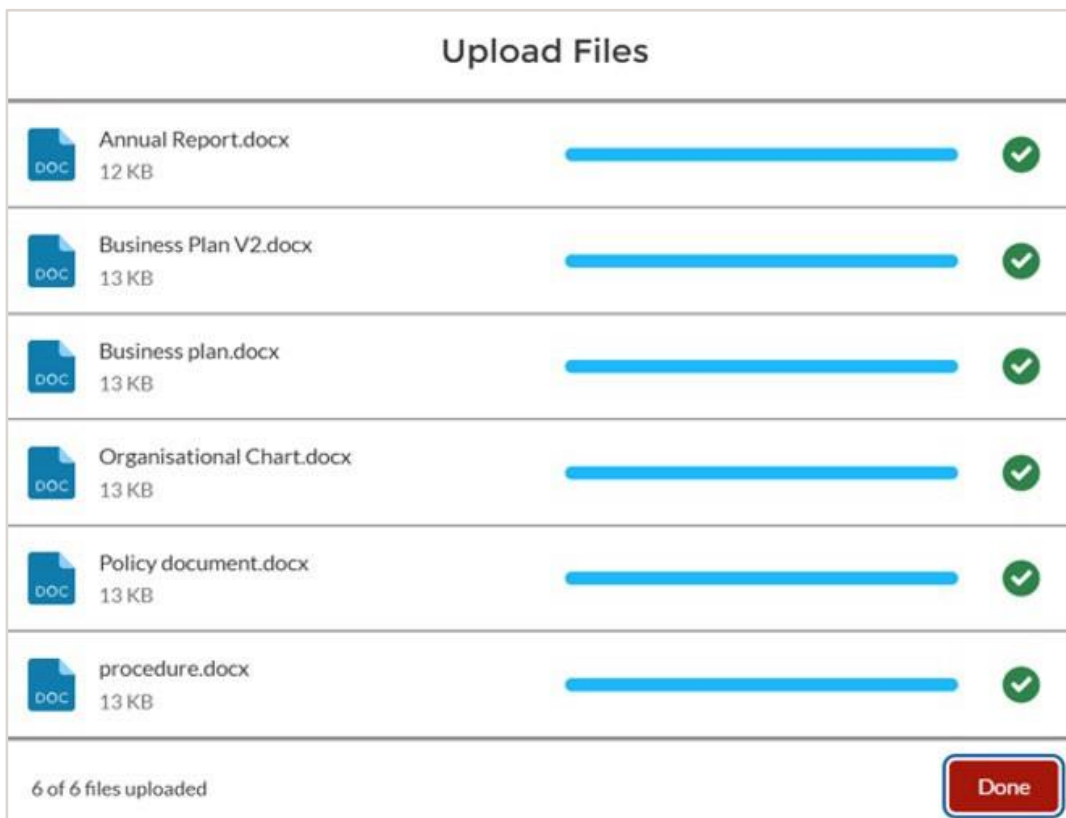 Upload Files
DOC
Annual Report.docx
12 KB
DOC
Business Plan V2.docx
13 KB
DOC
Business plan.docx
13 KB
DOC
Organisational Chart.docx
13 KB
DOC
Policy document.docx
13 KB
DOC
procedure.docx
13 KB
6 of 6 files uploaded
Done